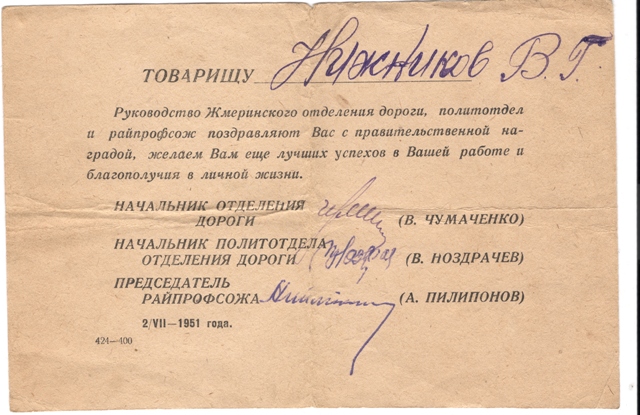 ТОВАРИЩУ Нижников В. Г.
Руководство Жмеринского отделения дороги, политотдел
и райпрофсож поздравляют Вас с правительственной на-
градой, желаем Вам еще лучших успехов в Вашей работе и
благополучия в личной жизни.
НАЧАЛЬНИК ОТДЕЛЕНИЯ
ДОРОГИ (В. ЧУМАЧЕНКО)
НАЧАЛЬНИК ПОЛИТОТДЕЛА
ОТДЕЛЕНИЯ ДОРОГИ (В. НОЗДРАЧЕВ)
ПРЕДСЕДАТЕЛЬ
РАЙПРОФСОЖА (А. ПИЛИПОНОВ)
2/VII—1951 года.
424—400